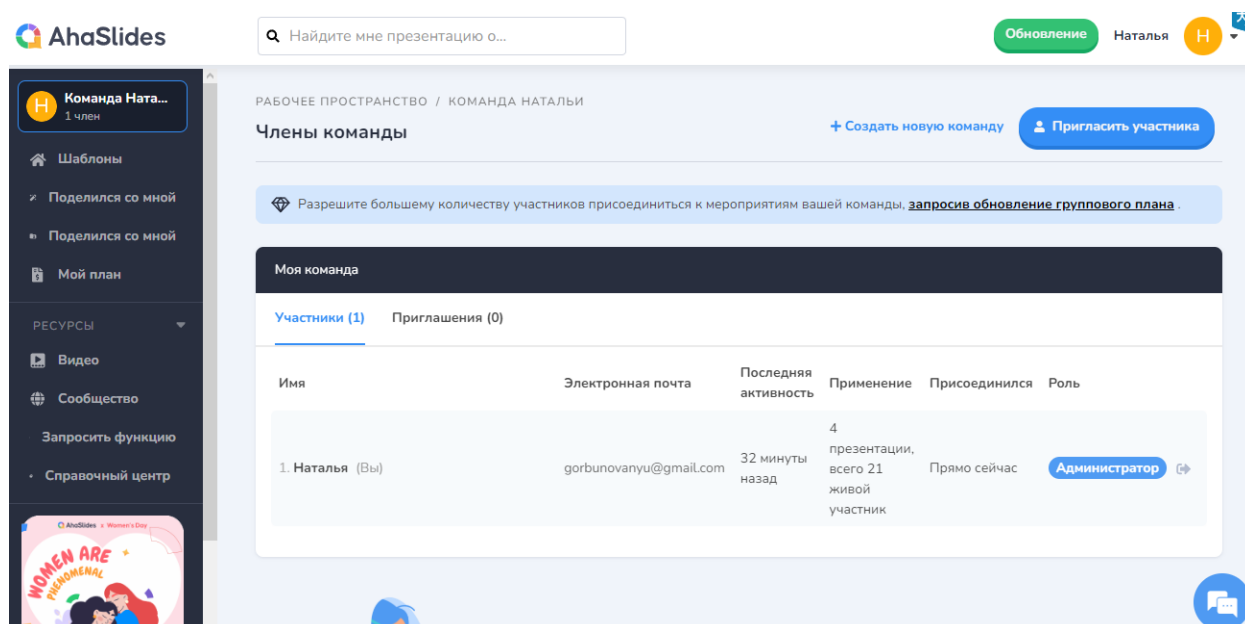 AhaSlides
Найдите мне презентацию о...
Обновление
Наталья
Н
Н
Команда Ната...
1 член
Шаблоны
Поделился со мной
Поделился со мной
Мой план
РЕСУРСЫ
Видео
Сообщество
Запросить функцию
Справочный центр
AhaSlides x Women's Day
WOMEN ARE
PHENOMENAL
РАБОЧЕЕ ПРОСТРАНСТВО / КОМАНДА НАТАЛЬИ
Члены команды
+ Создать новую команду
Пригласить участника
Разрешите большему количеству участников присоединиться к мероприятиям вашей команды, запросив обновление группового плана .
Моя команда
Участники (1)
Приглашения (0)
Имя
Электронная почта
Последняя
активность
Применение
Присоединился
Роль
1. Наталья (Вы)
gorbunovanyu@gmail.com
32 минуты
назад
4
презентации,
всего 21
живой
участник
Прямо сейчас
Администратор